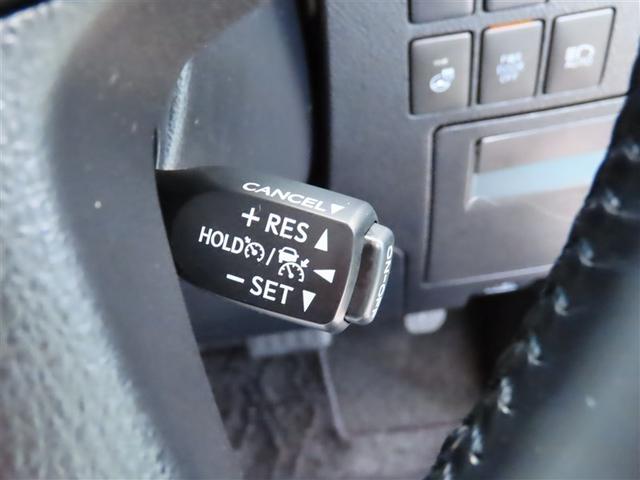 CANCEL▼
+ RES ▲
HOLD / ◀
− SET ▼
ON-OFF